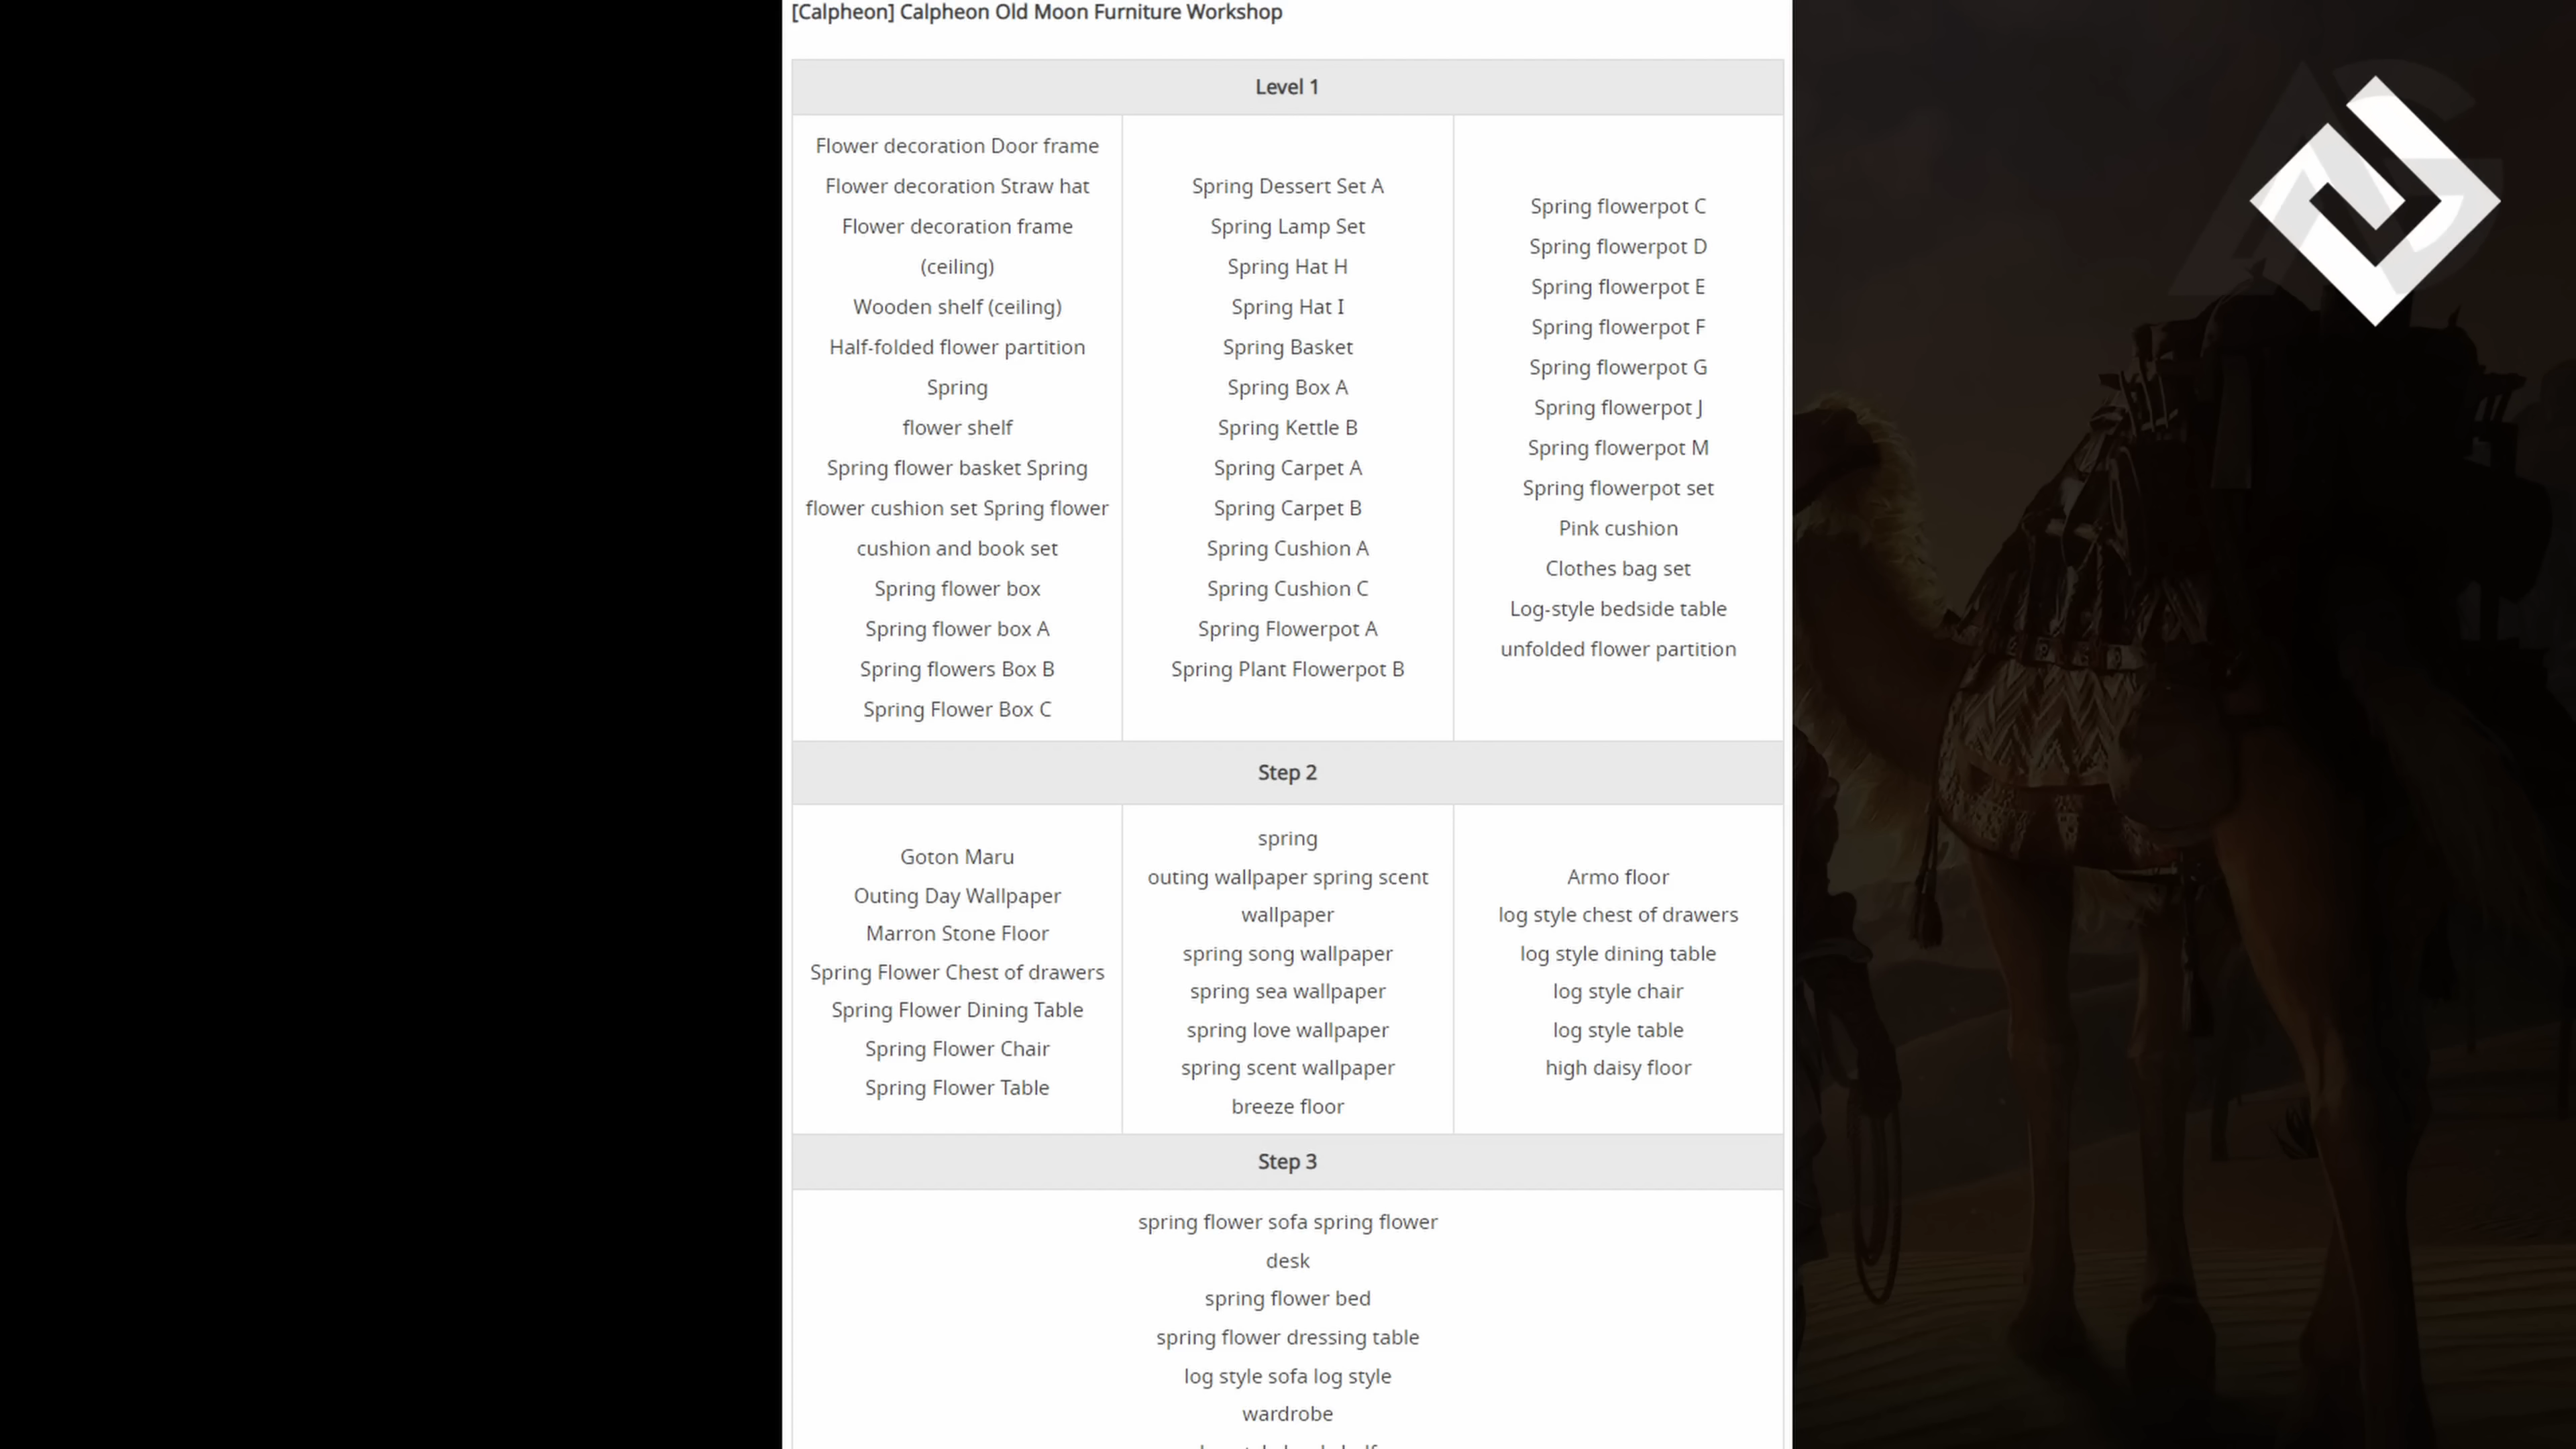 [Calpheon] Calpheon Old Moon Furniture Workshop
Level 1
Flower decoration Door frame
Flower decoration Straw hat
Flower decoration frame
(ceiling)
Wooden shelf (ceiling)
Half-folded flower partition
Spring
flower shelf
Spring flower basket Spring
flower cushion set Spring flower
cushion and book set
Spring flower box
Spring flower box A
Spring flowers Box B
Spring Flower Box C
Spring Dessert Set A
Spring Lamp Set
Spring Hat H
Spring Hat I
Spring Basket
Spring Box A
Spring Kettle B
Spring Carpet A
Spring Carpet B
Spring Cushion A
Spring Cushion C
Spring Flowerpot A
Spring Plant Flowerpot B
Spring flowerpot C
Spring flowerpot D
Spring flowerpot E
Spring flowerpot F
Spring flowerpot G
Spring flowerpot J
Spring flowerpot M
Spring flowerpot set
Pink cushion
Clothes bag set
Log-style bedside table
unfolded flower partition
Step 2
Goton Maru
Outing Day Wallpaper
Marron Stone Floor
Spring Flower Chest of drawers
Spring Flower Dining Table
Spring Flower Chair
Spring Flower Table
spring
outing wallpaper spring scent
wallpaper
spring song wallpaper
spring sea wallpaper
spring love wallpaper
spring scent wallpaper
breeze floor
Armo floor
log style chest of drawers
log style dining table
log style chair
log style table
high daisy floor
Step 3
spring flower sofa spring flower
desk
spring flower bed
spring flower dressing table
log style sofa log style
wardrobe